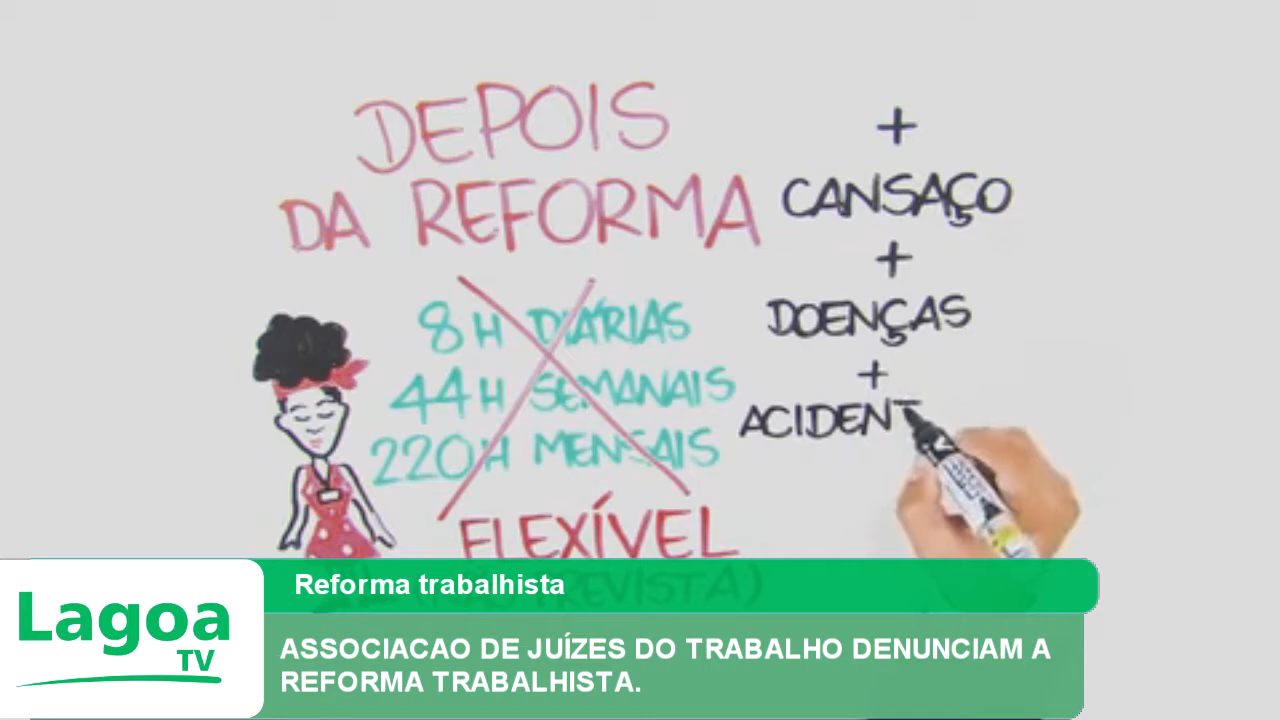 DEPOIS
DA REFORMA
8H DIÁRIAS
44H SEMANAIS
220H MENSAIS
FLEXÍVEL
PREVISTA)
+
CANSAÇO
+
DOENÇAS
+
ACIDENT
Reforma trabalhista
Lagoa
TV
ASSOCIACAO DE JUÍZES DO TRABALHO DENUNCIAM A
REFORMA TRABALHISTA.